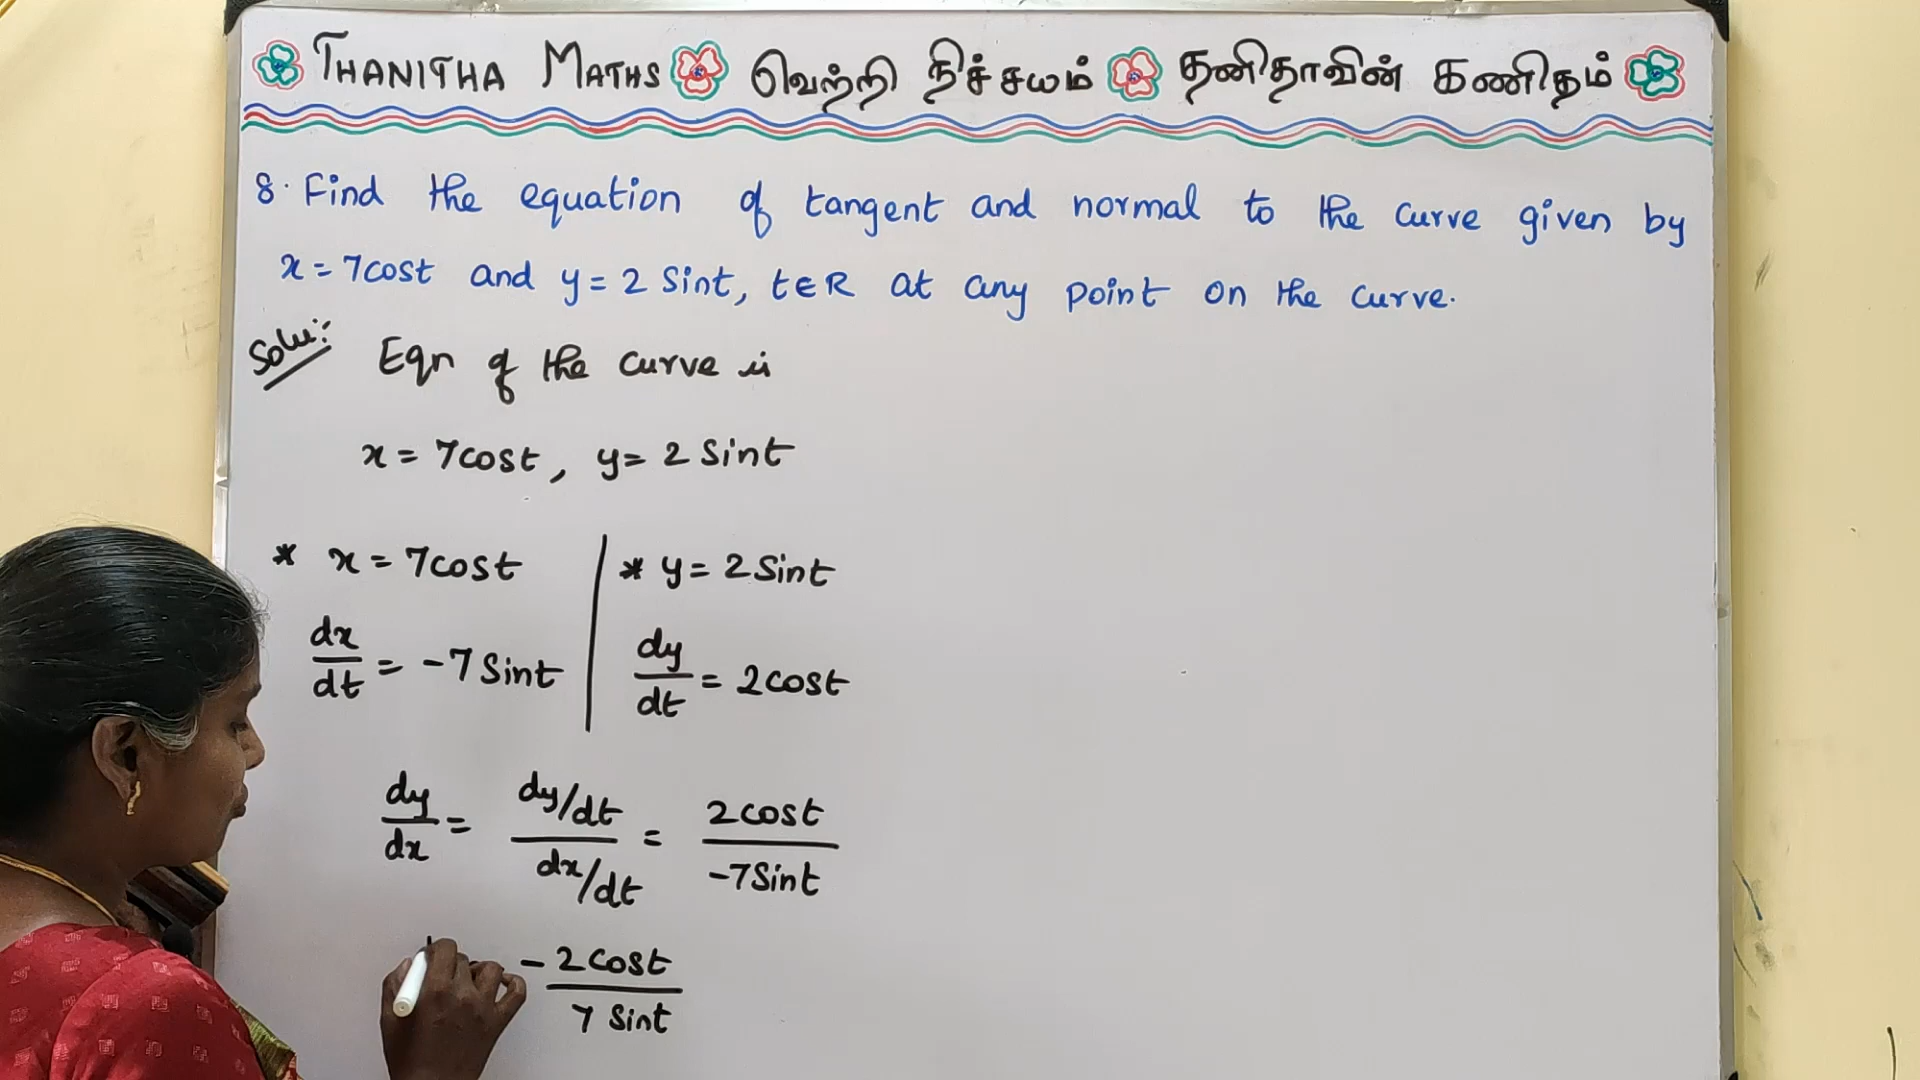 THANITHA MATHS வெற்றி நிச்சயம் தனிதாவின் கணிதம்
8. Find the equation of tangent and normal to the curve given by
x = 7cost and y = 2 Sint, t∈R at any point on the curve.
Solu:
Eqn of the curve is
x = 7cost, y = 2 Sint
* x = 7cost
dx/dt = -7 Sint
* y = 2 Sint
dy/dt = 2cost
dy/dx = (dy/dt)/(dx/dt) = 2cost/-7Sint
-2cost/7 Sint